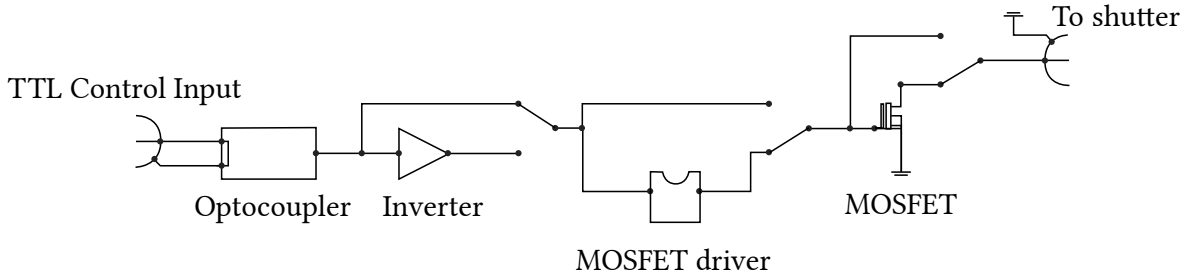 To shutter
TTL Control Input
Optocoupler
Inverter
MOSFET
MOSFET driver